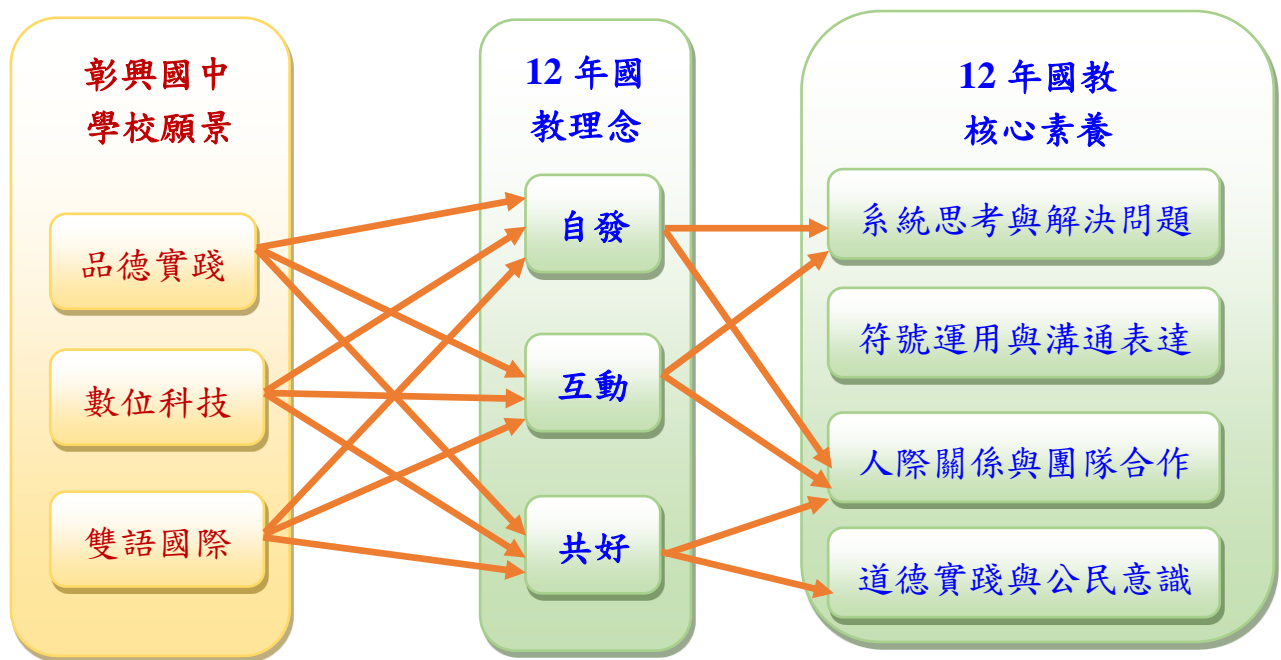 彰興國中
學校願景
品德實踐
數位科技
雙語國際
12 年國
教理念
自發
互動
共好
12 年國教
核心素養
系統思考與解決問題
符號運用與溝通表達
人際關係與團隊合作
道德實踐與公民意識